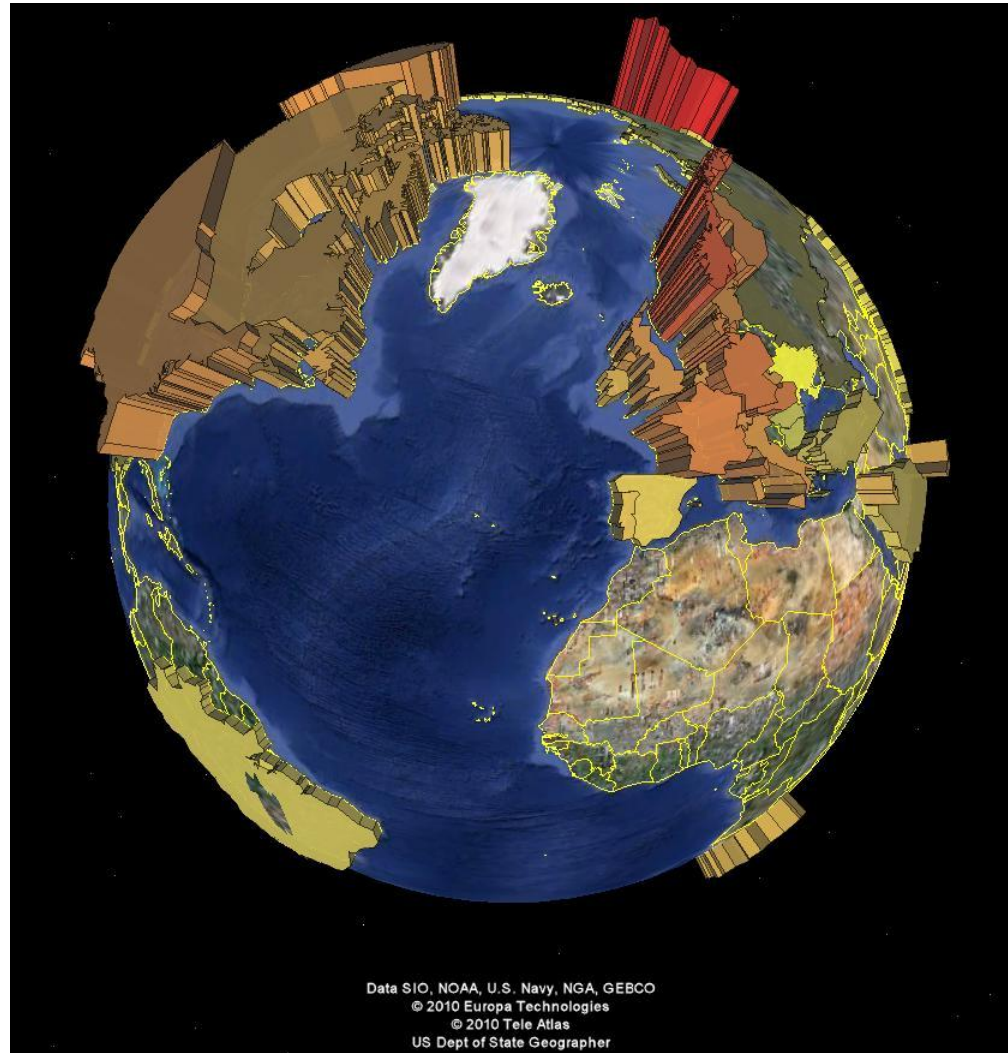 Data SIO, NOAA, U.S. Navy, NGA, GEBCO
© 2010 Europa Technologies
© 2010 Tele Atlas
US Dept of State Geographer